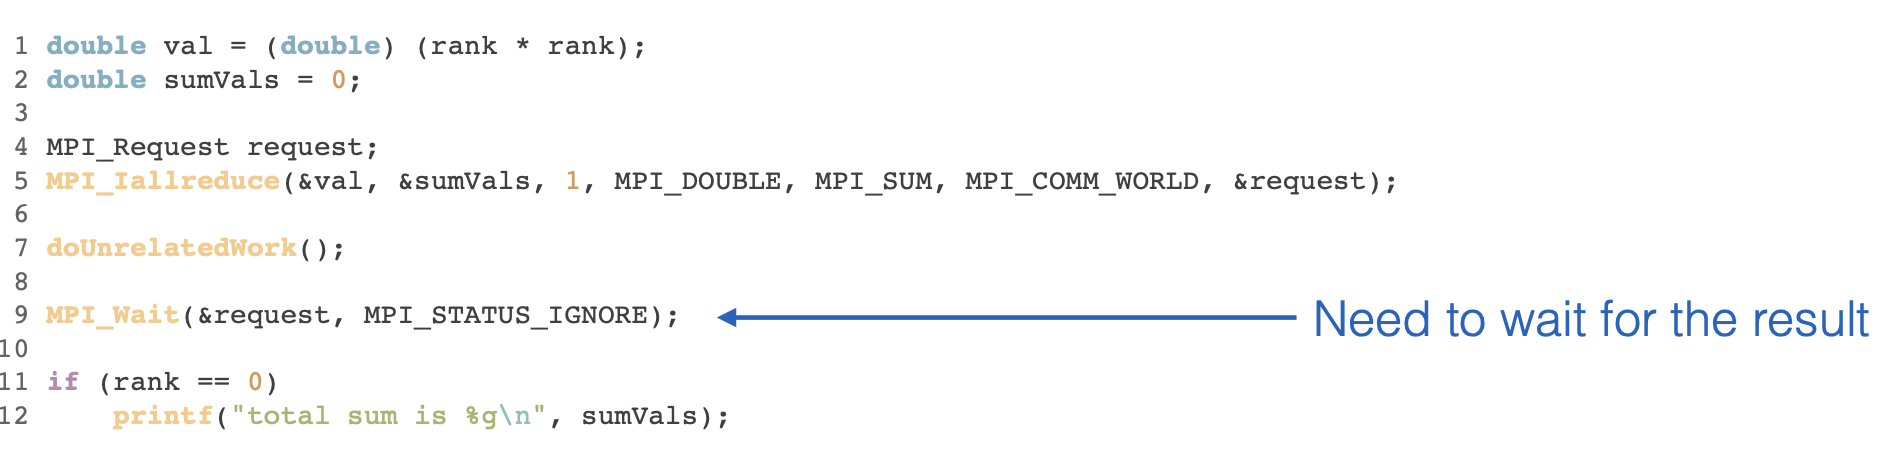 1 double val = (double) (rank * rank);
2 double sumVals = 0;
3
4 MPI_Request request;
5 MPI_Iallreduce(&val, &sumVals, 1, MPI_DOUBLE, MPI_SUM, MPI_COMM_WORLD, &request);
6
7 doUnrelatedWork();
8
9 MPI_Wait(&request, MPI_STATUS_IGNORE); Need to wait for the result
10
11 if (rank == 0)
12     printf("total sum is %g\n", sumVals);